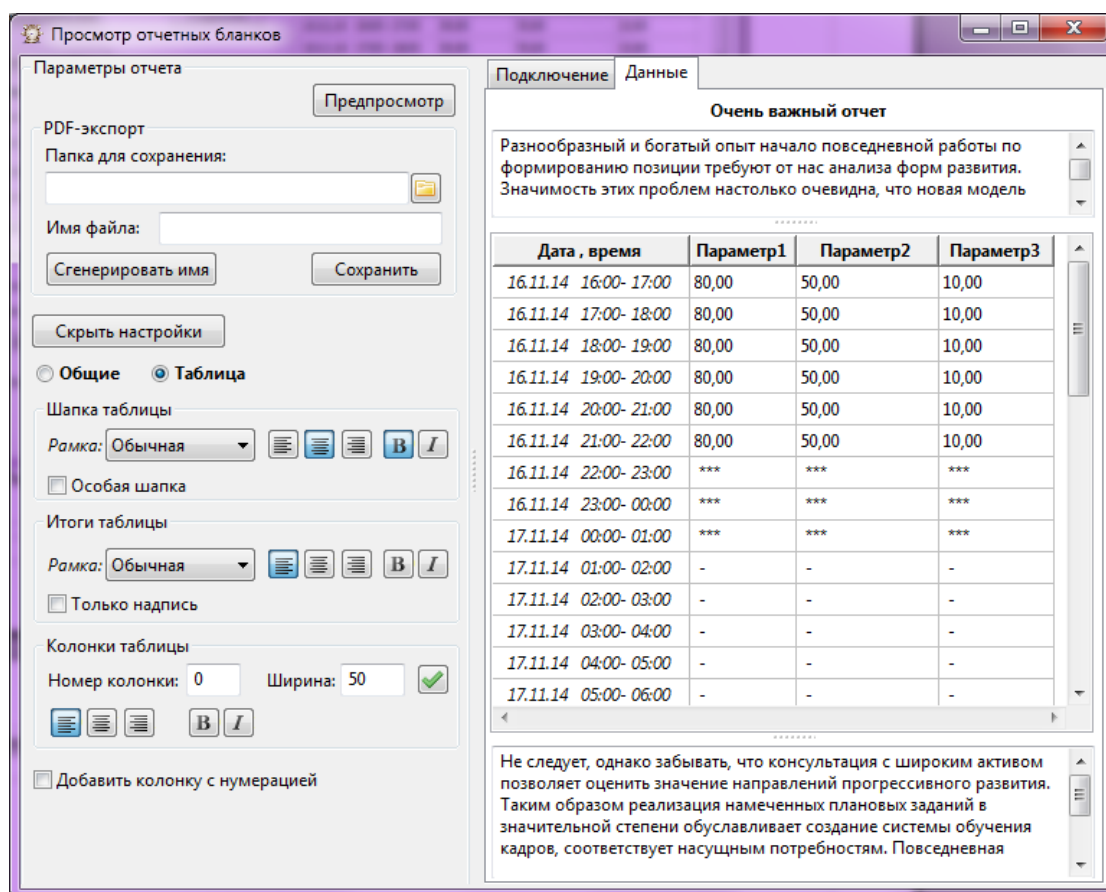 Просмотр отчетных бланков
Параметры отчета
Предпросмотр
PDF-экспорт
Папка для сохранения:
Имя файла:
Сгенерировать имя Сохранить
Скрыть настройки
Общие Таблица
Шапка таблицы
Рамка: Обычная B I
Особая шапка
Итоги таблицы
Рамка: Обычная B I
Только надпись
Колонки таблицы
Номер колонки: 0 Ширина: 50
B I
Добавить колонку с нумерацией
Подключение Данные
Очень важный отчет
Разнообразный и богатый опыт начало повседневной работы по
формированию позиции требуют от нас анализа форм развития.
Значимость этих проблем настолько очевидна, что новая модель
Дата , время Параметр1 Параметр2 Параметр3
16.11.14 16:00- 17:00 80,00 50,00 10,00
16.11.14 17:00- 18:00 80,00 50,00 10,00
16.11.14 18:00- 19:00 80,00 50,00 10,00
16.11.14 19:00- 20:00 80,00 50,00 10,00
16.11.14 20:00- 21:00 80,00 50,00 10,00
16.11.14 21:00- 22:00 80,00 50,00 10,00
16.11.14 22:00- 23:00 *** *** ***
16.11.14 23:00- 00:00 *** *** ***
17.11.14 00:00- 01:00 *** *** ***
17.11.14 01:00- 02:00 - - -
17.11.14 02:00- 03:00 - - -
17.11.14 03:00- 04:00 - - -
17.11.14 04:00- 05:00 - - -
17.11.14 05:00- 06:00 - - -
Не следует, однако забывать, что консультация с широким активом
позволяет оценить значение направлений прогрессивного развития.
Таким образом реализация намеченных плановых заданий в
значительной степени обуславливает создание системы обучения
кадров, соответствует насущным потребностям. Повседневная